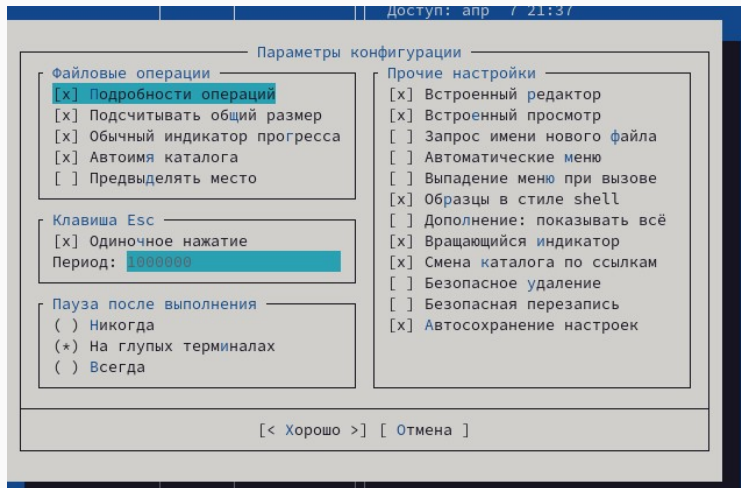 Доступ: апр 7 21:37
Параметры конфигурации
Файловые операции
[x] Подробности операций
[x] Подсчитывать общий размер
[x] Обычный индикатор прогресса
[x] Автоимя каталога
[ ] Предвыделять место
Клавиша Esc
[x] Одиночное нажатие
Период: 1000000
Пауза после выполнения
( ) Никогда
(*) На глупых терминалах
( ) Всегда
Прочие настройки
[x] Встроенный редактор
[x] Встроенный просмотр
[ ] Запрос имени нового файла
[ ] Автоматические меню
[ ] Выпадение меню при вызове
[x] Образцы в стиле shell
[ ] Дополнение: показывать всё
[x] Вращающийся индикатор
[x] Смена каталога по ссылкам
[ ] Безопасное удаление
[ ] Безопасная перезапись
[x] Автосохранение настроек
[< Хорошо >] [ Отмена ]